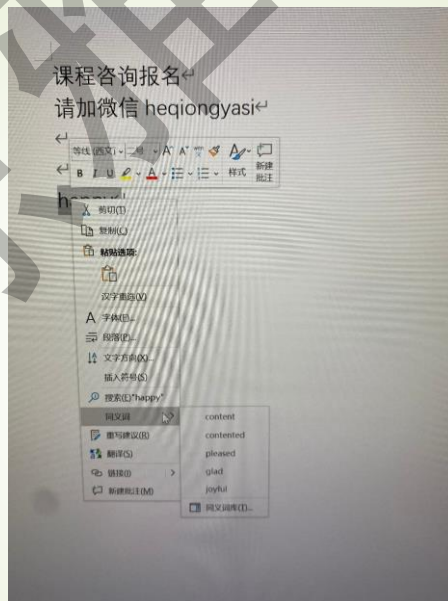 课程咨询报名
请加微信 heqiongyasi
等线 (西文) 二号 A A
B I U A 样式 新建批注
happy
剪切(T)
复制(C)
粘贴选项:
汉字重选(V)
A 字体(F)...
段落(P)...
文字方向(X)...
插入符号(S)
搜索(E)"happy"
同义词
重写建议(R)
翻译(S)
链接(I)
新建批注(M)
content
contented
pleased
glad
joyful
同义词库(T)...